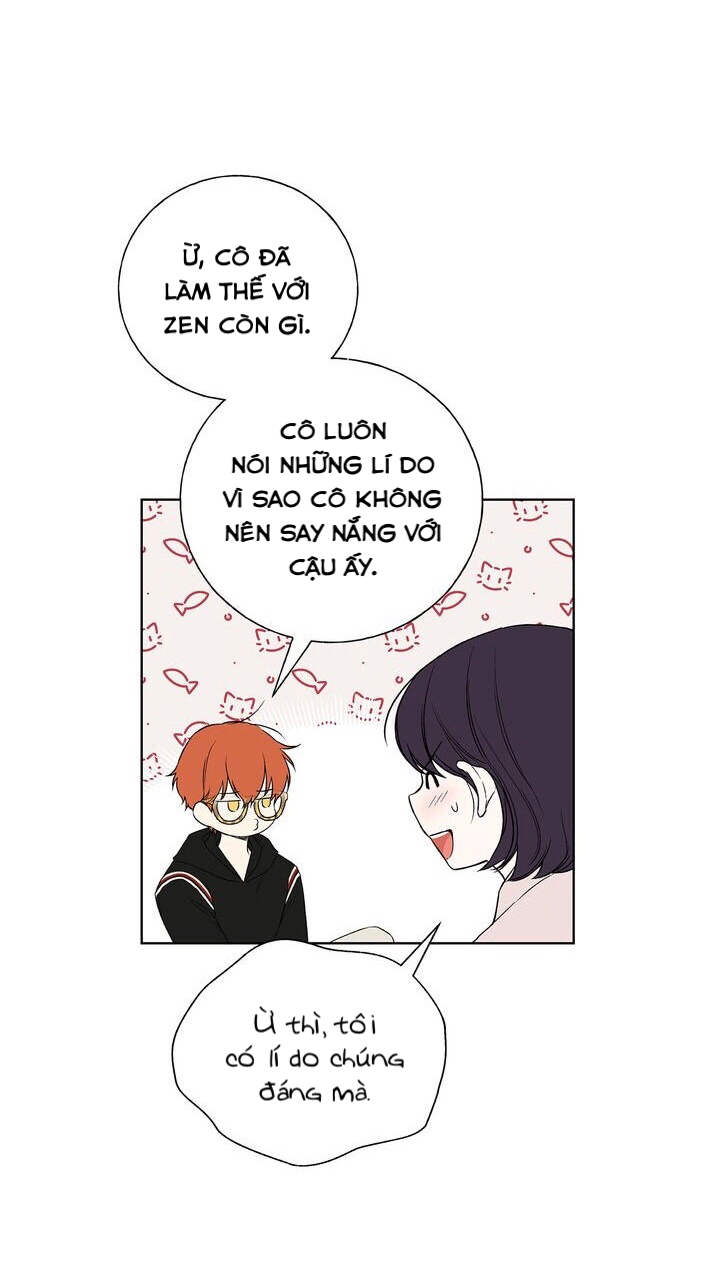 Ừ, CÔ ĐÃ
LÀM THẾ VỚI
ZEN CÒN GÌ.
CÔ LUÔN
NÓI NHỮNG LÍ DO
VÌ SAO CÔ KHÔNG
NÊN SAY NẮNG VỚI
CẬU ẤY.
Ừ thì, tôi
có lí do chúng
đáng mà.